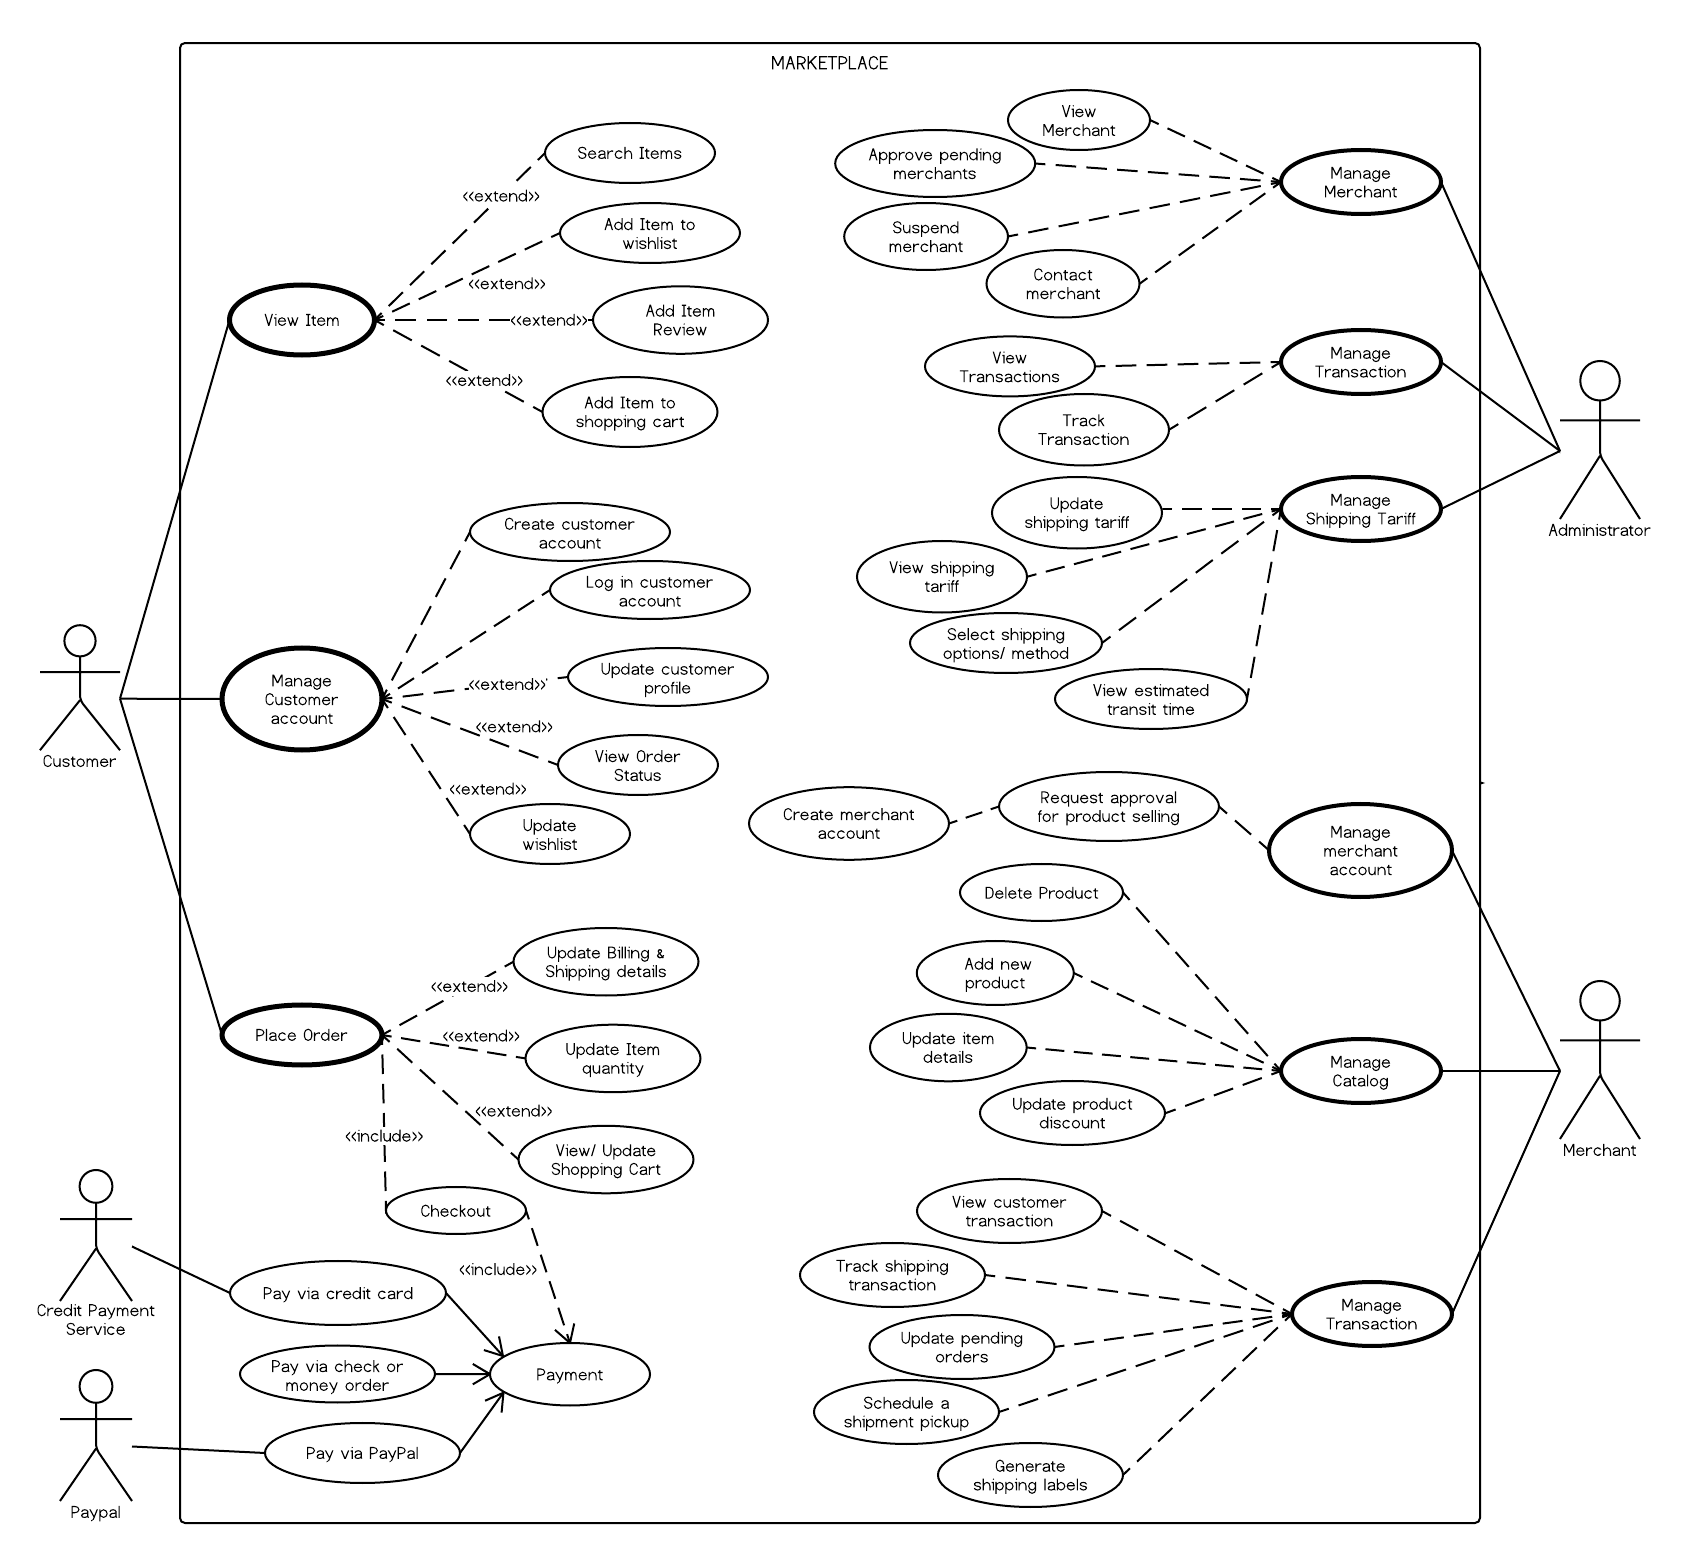 MARKETPLACE
Search Items
<<extend>>
Add Item to
wishlist
<<extend>>
View Item
<<extend>>
Add Item
Review
<<extend>>
Add Item to
shopping cart
Create customer
account
Log in customer
account
Manage
Customer
account
<<extend>>
Update customer
profile
<<extend>>
View Order
Status
<<extend>>
Update
wishlist
Customer
Update Billing &
Shipping details
<<extend>>
Place Order
<<extend>>
Update Item
quantity
<<extend>>
<<include>>
View/ Update
Shopping Cart
Checkout
<<include>>
Credit Payment
Service
Pay via credit card
Pay via check or
money order
Payment
Pay via PayPal
Paypal
View
Merchant
Approve pending
merchants
Manage
Merchant
Suspend
merchant
Contact
merchant
View
Transactions
Manage
Transaction
Track
Transaction
Update
shipping tariff
Manage
Shipping Tariff
Administrator
View shipping
tariff
Select shipping
options/ method
View estimated
transit time
Create merchant
account
Request approval
for product selling
Manage
merchant
account
Delete Product
Add new
product
Update item
details
Manage
Catalog
Update product
discount
Merchant
View customer
transaction
Track shipping
transaction
Manage
Transaction
Update pending
orders
Schedule a
shipment pickup
Generate
shipping labels